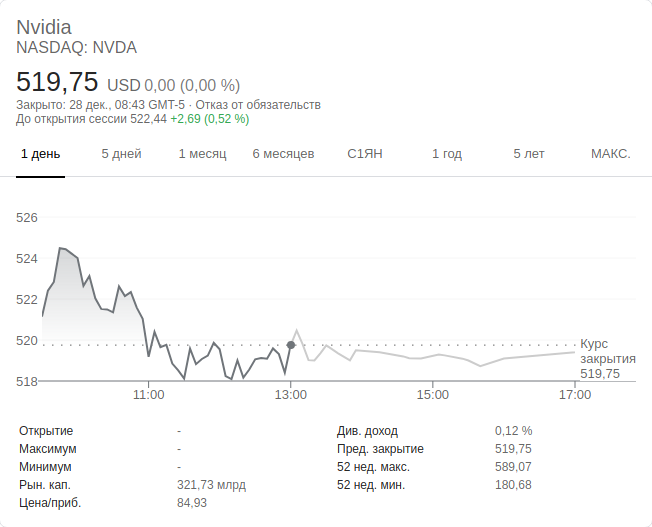 Nvidia
NASDAQ: NVDA
519,75 USD 0,00 (0,00 %)
Закрыто: 28 дек., 08:43 GMT-5 · Отказ от обязательств
До открытия сессии 522,44 +2,69 (0,52 %)
1 день 5 дней 1 месяц 6 месяцев С1ЯН 1 год 5 лет МАКС.
526
524
522
520
518
Курс
закрытия
519,75
11:00 13:00 15:00 17:00
Открытие - Див. доход 0,12 %
Максимум - Пред. закрытие 519,75
Минимум - 52 нед. макс. 589,07
Рын. кап. 321,73 млрд 52 нед. мин. 180,68
Цена/приб. 84,93